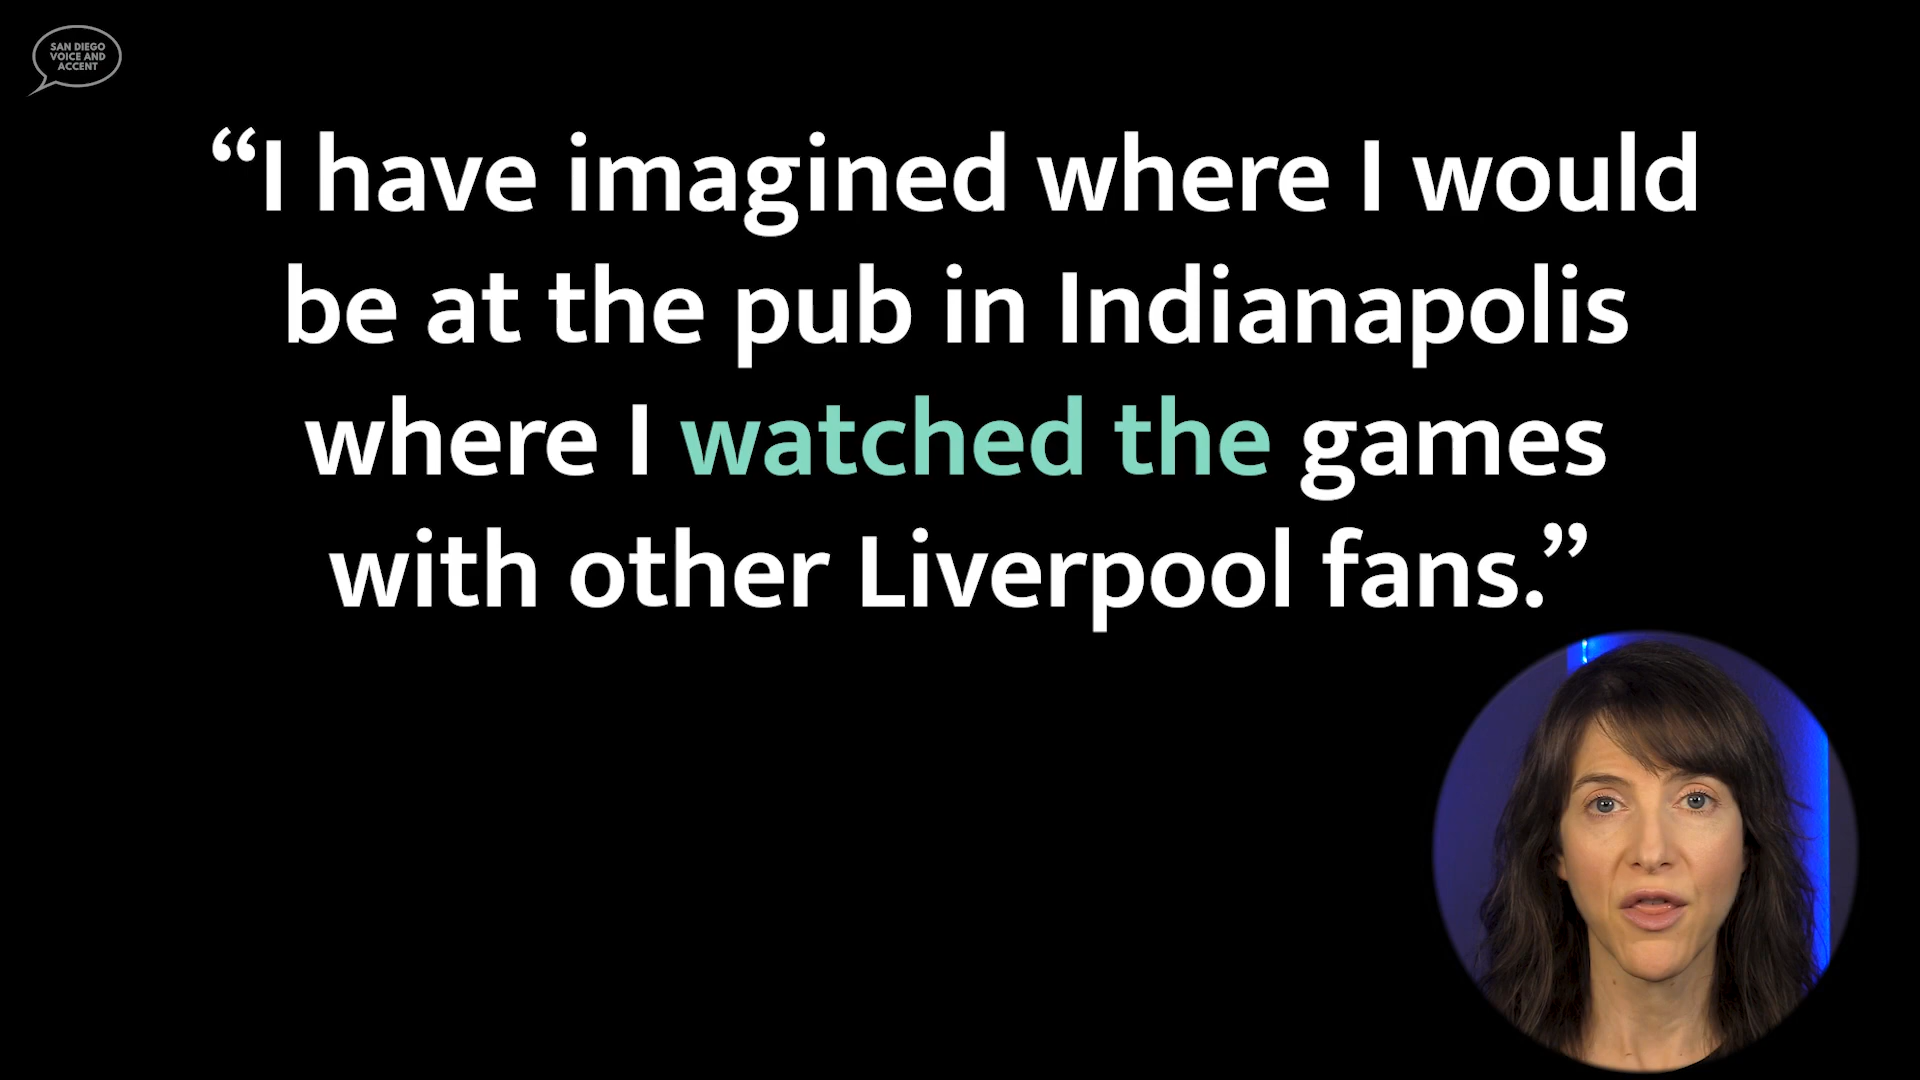 SAN DIEGO
VOICE AND
ACCENT
“I have imagined where I would
be at the pub in Indianapolis
where I watched the games
with other Liverpool fans.”